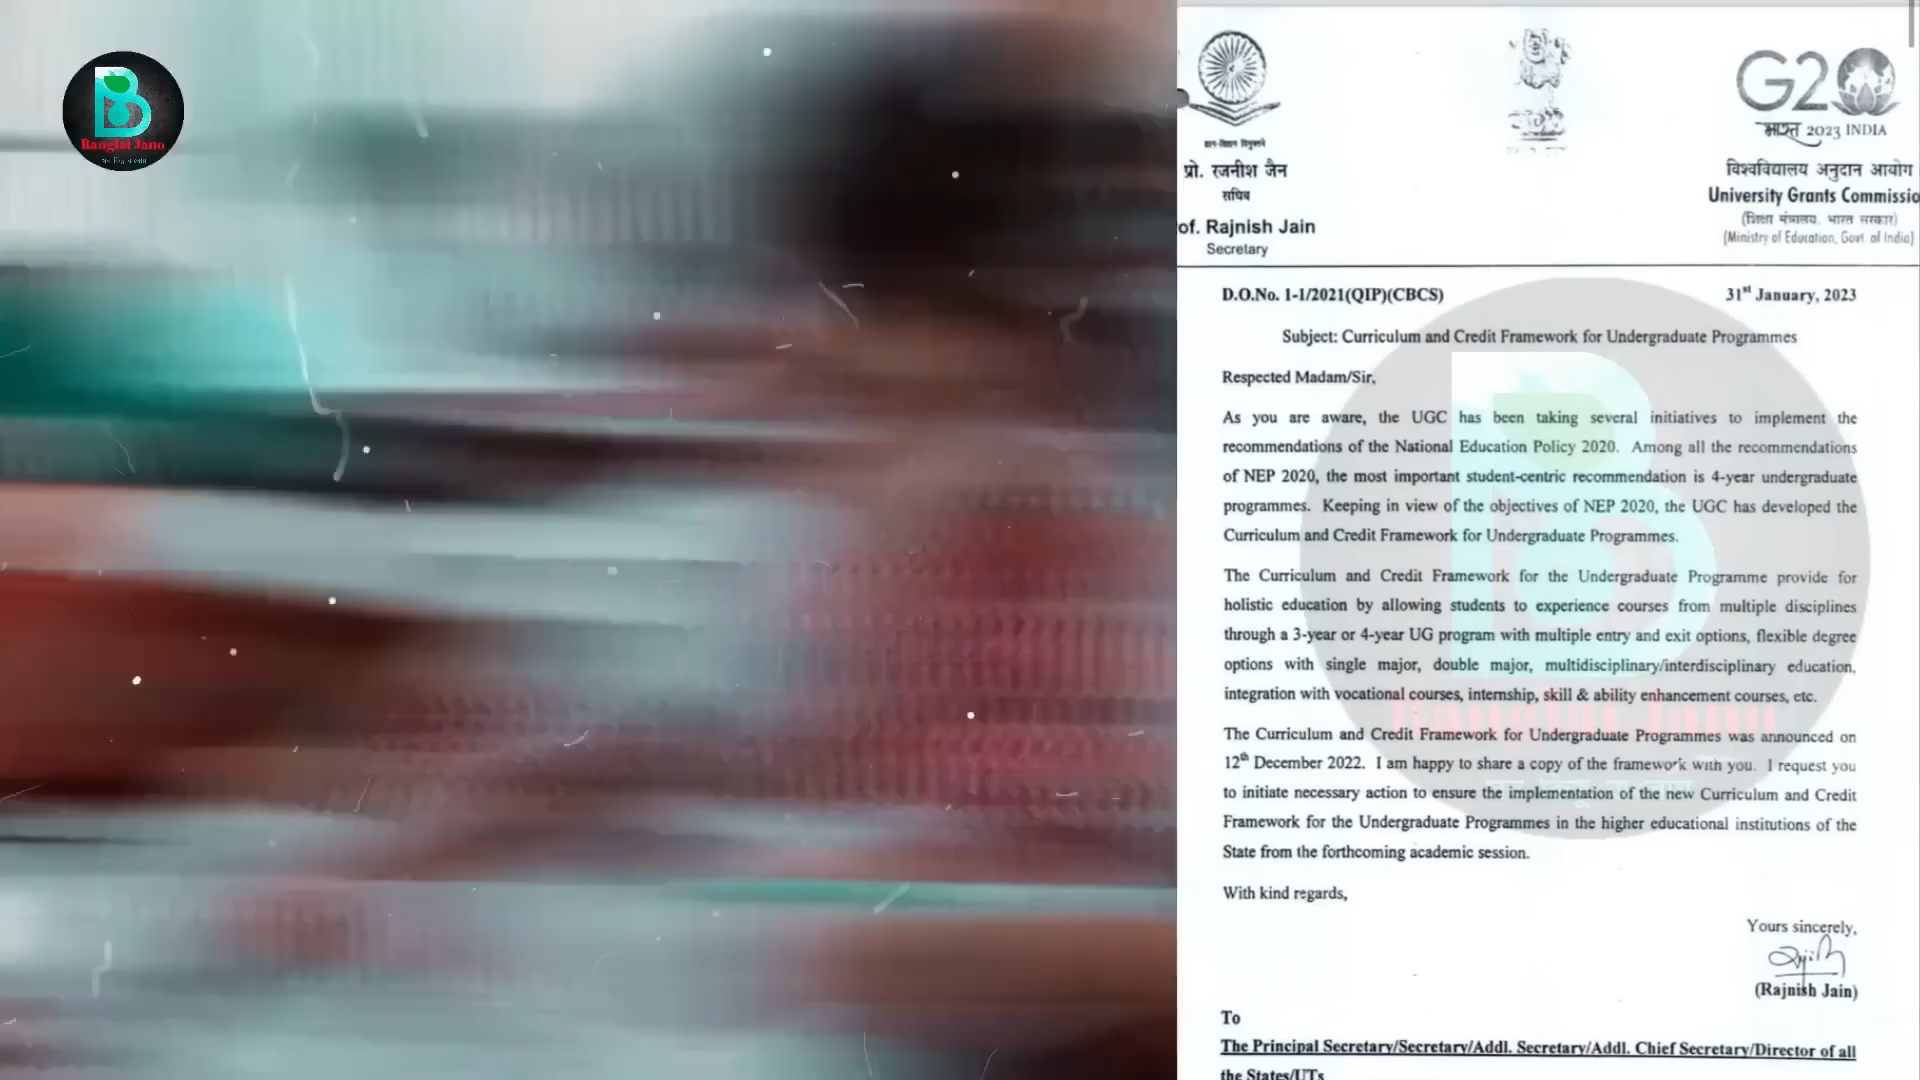 Banglai Jano
ज्ञान-विज्ञान विमुक्तये
प्रो. रजनीश जैन
सचिव
of. Rajnish Jain
Secretary
G20
भारत 2023 INDIA
विश्वविद्यालय अनुदान आयोग
University Grants Commissio
(शिक्षा मंत्रालय, भारत सरकार)
(Ministry of Education, Govt. of India)
D.O.No. 1-1/2021(QIP)(CBCS) 31st January, 2023
Subject: Curriculum and Credit Framework for Undergraduate Programmes
Respected Madam/Sir,
As you are aware, the UGC has been taking several initiatives to implement the
recommendations of the National Education Policy 2020. Among all the recommendations
of NEP 2020, the most important student-centric recommendation is 4-year undergraduate
programmes. Keeping in view of the objectives of NEP 2020, the UGC has developed the
Curriculum and Credit Framework for Undergraduate Programmes.
The Curriculum and Credit Framework for the Undergraduate Programme provide for
holistic education by allowing students to experience courses from multiple disciplines
through a 3-year or 4-year UG program with multiple entry and exit options, flexible degree
options with single major, double major, multidisciplinary/interdisciplinary education,
integration with vocational courses, internship, skill & ability enhancement courses, etc.
The Curriculum and Credit Framework for Undergraduate Programmes was announced on
12th December 2022. I am happy to share a copy of the framework with you. I request you
to initiate necessary action to ensure the implementation of the new Curriculum and Credit
Framework for the Undergraduate Programmes in the higher educational institutions of the
State from the forthcoming academic session.
With kind regards,
Yours sincerely,
(Rajnish Jain)
To
The Principal Secretary/Secretary/Addl. Secretary/Addl. Chief Secretary/Director of all
the States/UTs